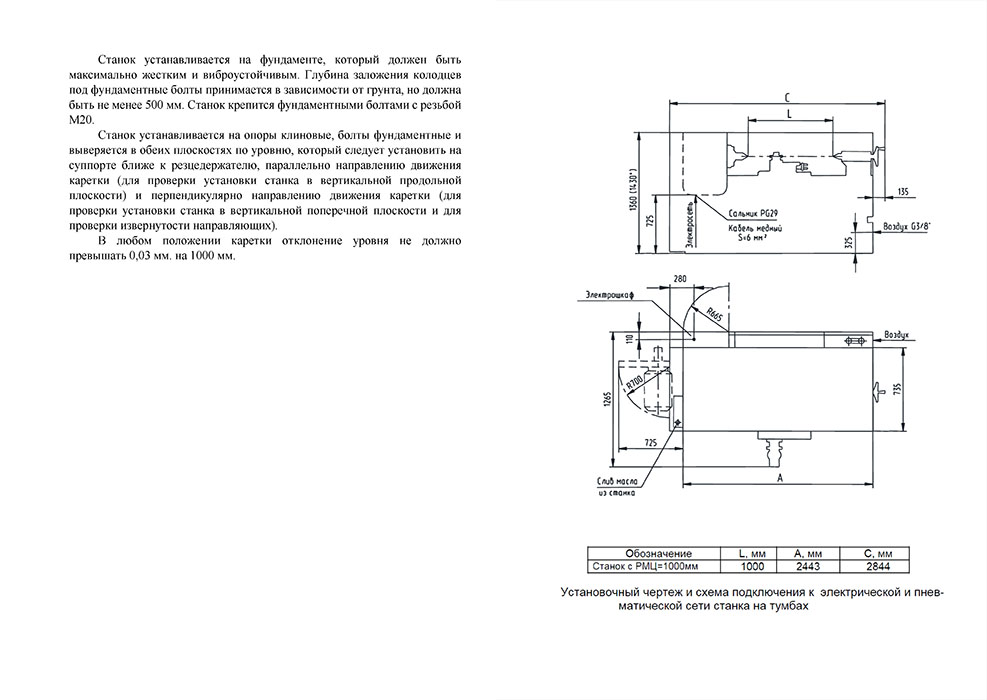 Станок устанавливается на фундаменте, который должен быть
максимально жестким и виброустойчивым. Глубина заложения колодцев
под фундаментные болты принимается в зависимости от грунта, но должна
быть не менее 500 мм. Станок крепится фундаментными болтами с резьбой
М20.
Станок устанавливается на опоры клиновые, болты фундаментные и
выверяется в обеих плоскостях по уровню, который следует установить на
суппорте ближе к резцедержателю, параллельно направлению движения
каретки (для проверки установки станка в вертикальной продольной
плоскости) и перпендикулярно направлению движения каретки (для
проверки установки станка в вертикальной поперечной плоскости и для
проверки извернутости направляющих).
В любом положении каретки отклонение уровня не должно
превышать 0,03 мм. на 1000 мм.
C
L
1360 (1430*)
725
Электросеть
Сальник PG29
Кабель медный
S=6 мм²
135
325
Воздух G3/8"
280
Электрошкаф
R665
110
Воздух
1265
R700
735
725
Слив масла
из станка
A
Обозначение L, мм А, мм С, мм
Станок с РМЦ=1000мм 1000 2443 2844
Установочный чертеж и схема подключения к электрической и пнев-
матической сети станка на тумбах